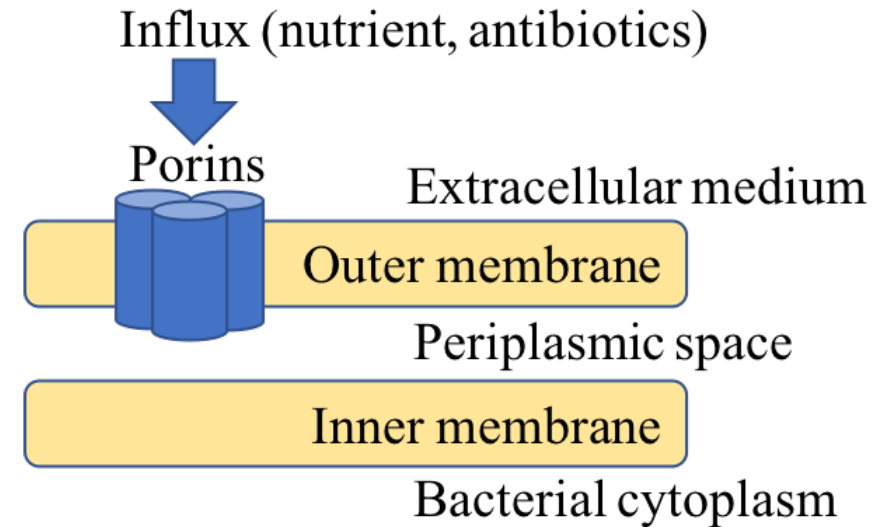 Influx (nutrient, antibiotics)
Porins
Extracellular medium
Outer membrane
Periplasmic space
Inner membrane
Bacterial cytoplasm